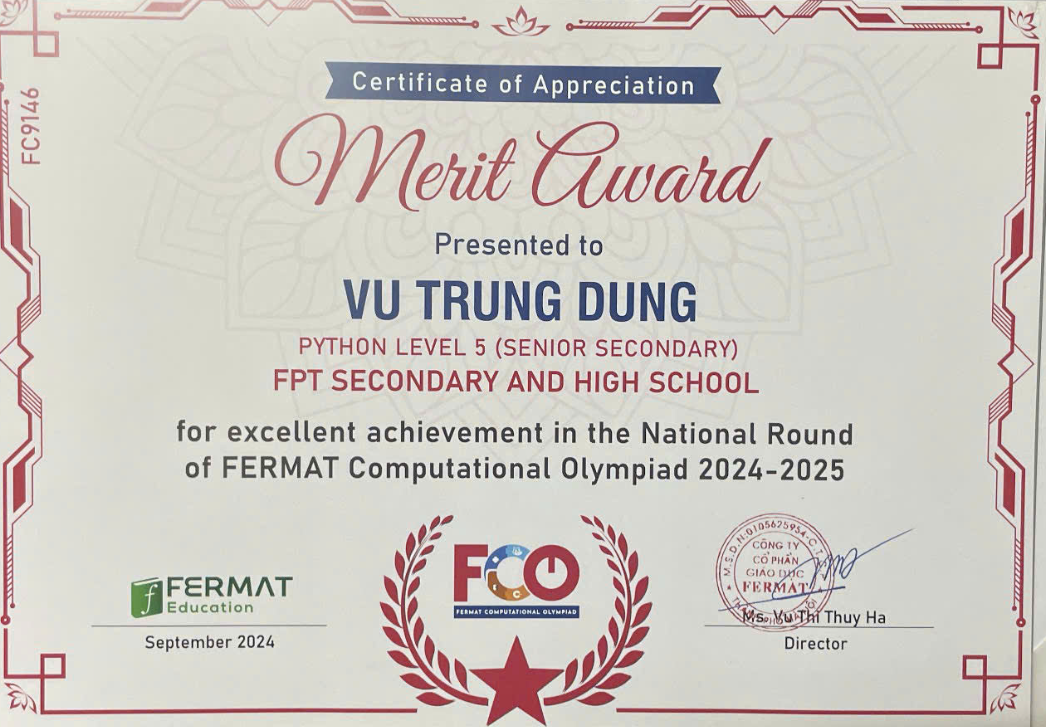 FC9146
Certificate of Appreciation
Merit Award
Presented to
VU TRUNG DUNG
PYTHON LEVEL 5 (SENIOR SECONDARY)
FPT SECONDARY AND HIGH SCHOOL
for excellent achievement in the National Round
of FERMAT Computational Olympiad 2024-2025
FCO
FERMAT COMPUTATIONAL OLYMPIAD
f FERMAT
Education
September 2024
M.S.D.N:0105625954-C.T
CÔNG TY
CỔ PHẦN
GIÁO DỤC
FERMAT
Ms. Vu Thi Thuy Ha
Director